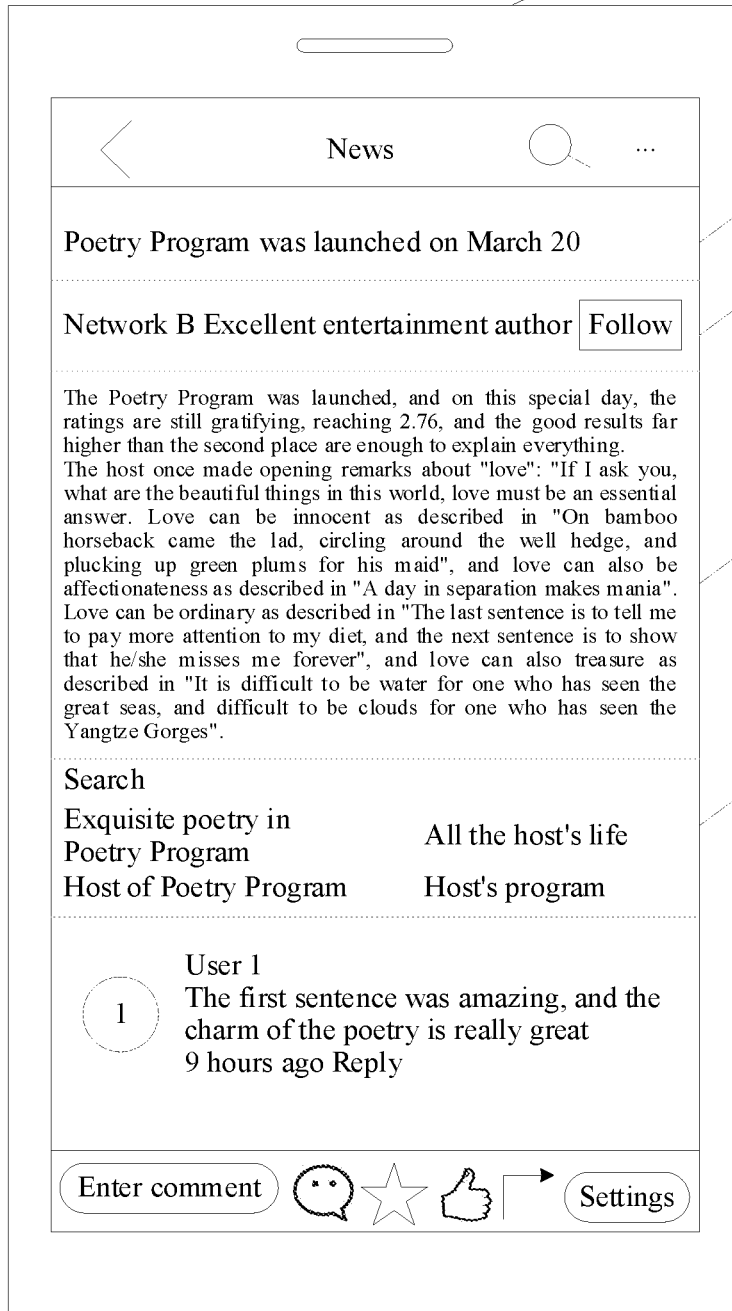 News
...
Poetry Program was launched on March 20
Network B Excellent entertainment author Follow
The Poetry Program was launched, and on this special day, the
ratings are still gratifying, reaching 2.76, and the good results far
higher than the second place are enough to explain everything.
The host once made opening remarks about "love": "If I ask you,
what are the beautiful things in this world, love must be an essential
answer. Love can be innocent as described in "On bamboo
horseback came the lad, circling around the well hedge, and
plucking up green plums for his maid", and love can also be
affectionateness as described in "A day in separation makes mania".
Love can be ordinary as described in "The last sentence is to tell me
to pay more attention to my diet, and the next sentence is to show
that he/she misses me forever", and love can also treasure as
described in "It is difficult to be water for one who has seen the
great seas, and difficult to be clouds for one who has seen the
Yangtze Gorges".
Search
Exquisite poetry in
Poetry Program
All the host's life
Host of Poetry Program
Host's program
1
User 1
The first sentence was amazing, and the
charm of the poetry is really great
9 hours ago Reply
Enter comment
Settings